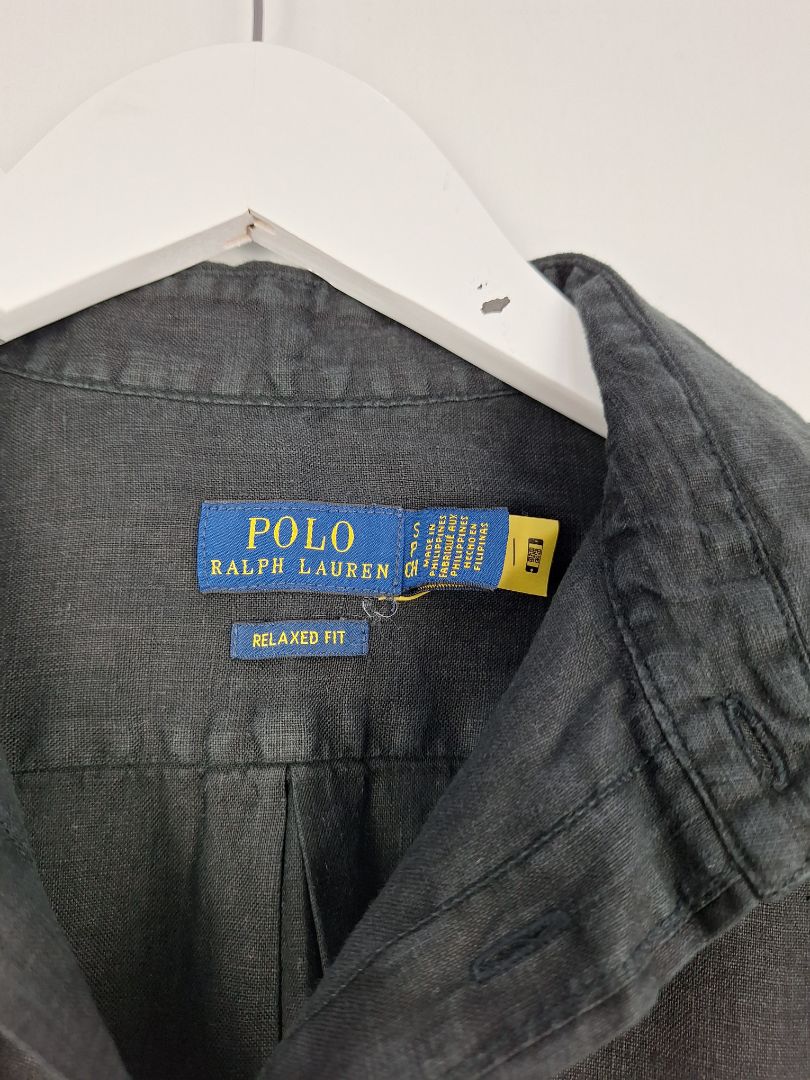 POLO
RALPH LAUREN
S
P
CH
MADE IN
PHILIPPINES
FABRIQUÉ AUX
PHILIPPINES
HECHO EN
FILIPINAS
RELAXED FIT